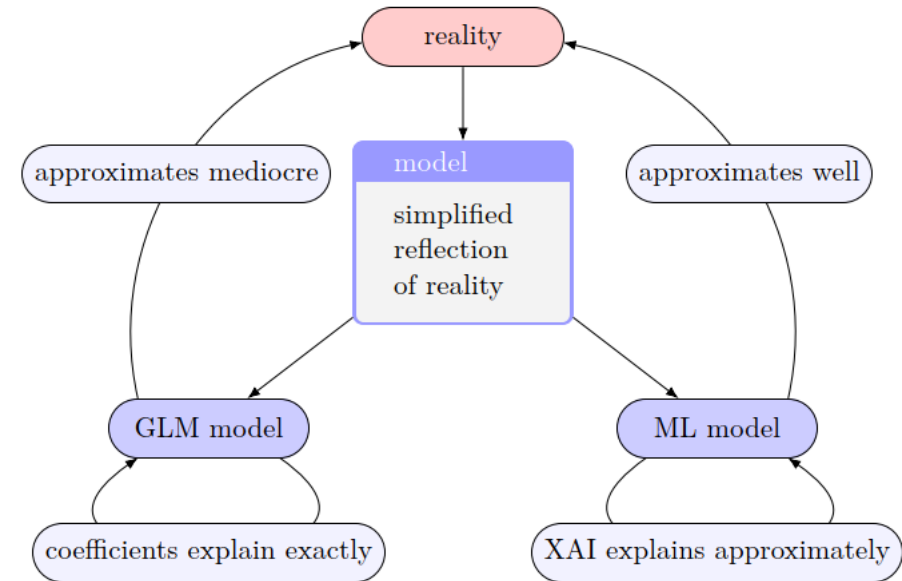 reality
model
approximates mediocre
approximates well
simplified
reflection
of reality
GLM model
ML model
coefficients explain exactly
XAI explains approximately